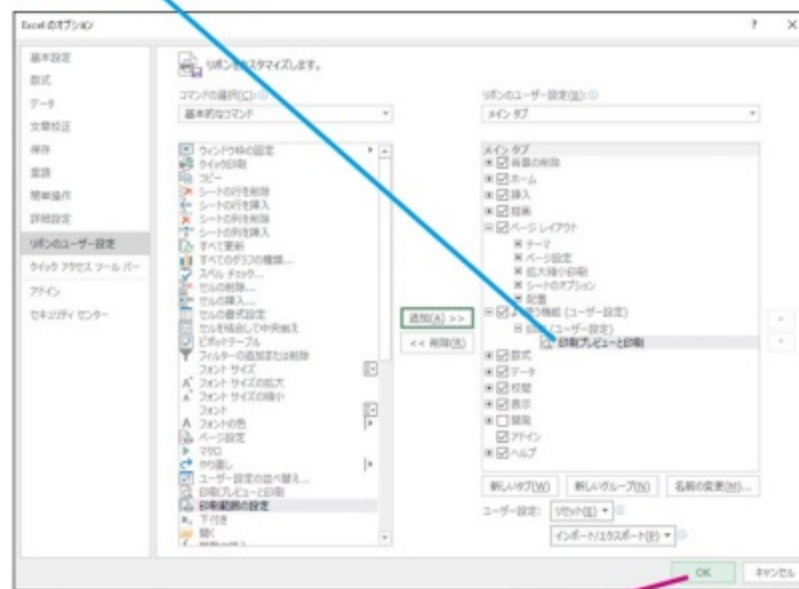 Excel のオプション
? ×
基本設定
数式
データ
文章校正
保存
言語
簡単操作
詳細設定
リボンのユーザー設定
クイック アクセス ツール バー
アドイン
セキュリティ センター
リボンをカスタマイズします。
コマンドの選択(C):
基本的なコマンド
ウィンドウ枠の固定
クイック印刷
コピー
シートの行を削除
シートの行を挿入
シートの列を削除
シートの列を挿入
すべて更新
すべてのグラフの種類...
スペル チェック...
セルの削除...
セルの挿入...
セルの書式設定
セルを結合して中央揃え
ピボットテーブル
フィルターの追加または削除
フォント サイズ
フォント サイズの拡大
フォント サイズの縮小
フォント
フォントの色
ページ設定
マクロ
やり直し
ユーザー設定の並べ替え...
印刷プレビューと印刷
印刷範囲の設定
下付き
開く
追加(A) >>
<< 削除(R)
リボンのユーザー設定(B):
メイン タブ
メイン タブ
背景の削除
ホーム
挿入
描画
ページ レイアウト
テーマ
ページ設定
拡大縮小印刷
シートのオプション
配置
機能 (ユーザー設定)
(ユーザー設定)
印刷プレビューと印刷
数式
データ
校閲
表示
開発
アドイン
ヘルプ
新しいタブ(W)
新しいグループ(N)
名前の変更(M)...
ユーザー設定:
リセット(E)
インポート/エクスポート(P)
OK
キャンセル